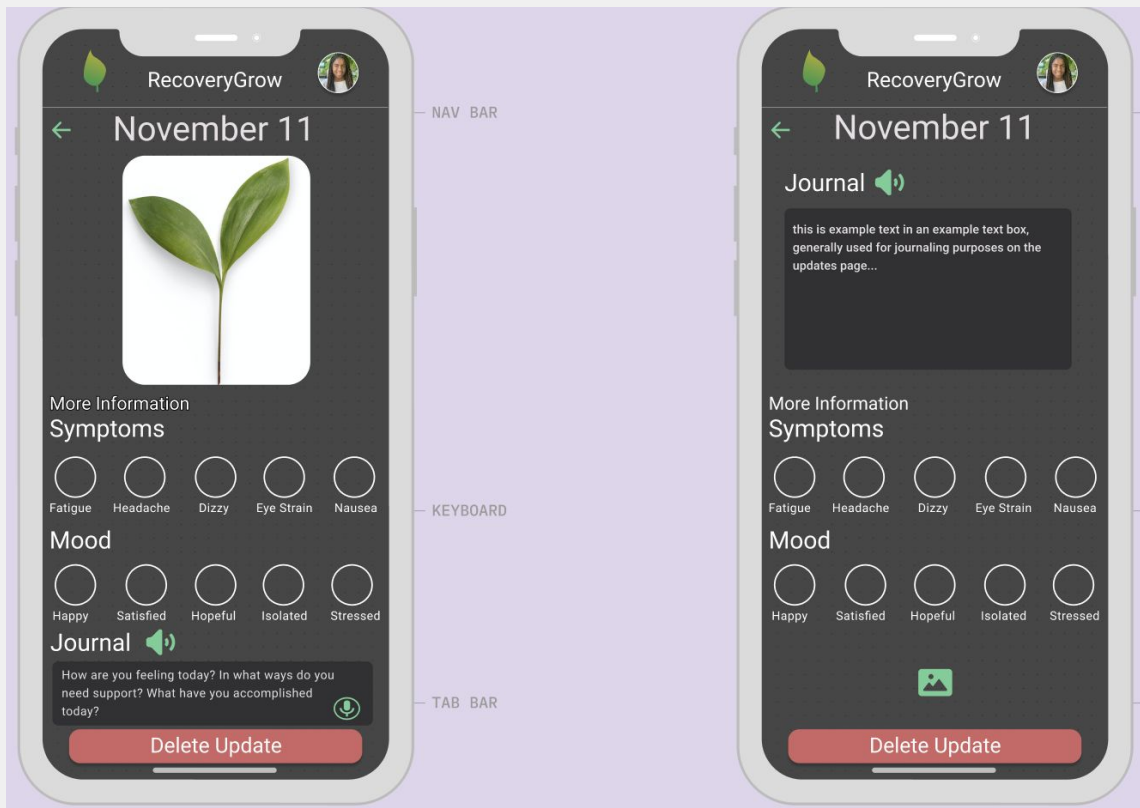 RecoveryGrow
November 11
More Information
Symptoms
Fatigue Headache Dizzy Eye Strain Nausea
Mood
Happy Satisfied Hopeful Isolated Stressed
Journal
How are you feeling today? In what ways do you
need support? What have you accomplished
today?
Delete Update
NAV BAR
KEYBOARD
TAB BAR
RecoveryGrow
November 11
Journal
this is example text in an example text box,
generally used for journaling purposes on the
updates page...
More Information
Symptoms
Fatigue Headache Dizzy Eye Strain Nausea
Mood
Happy Satisfied Hopeful Isolated Stressed
Delete Update